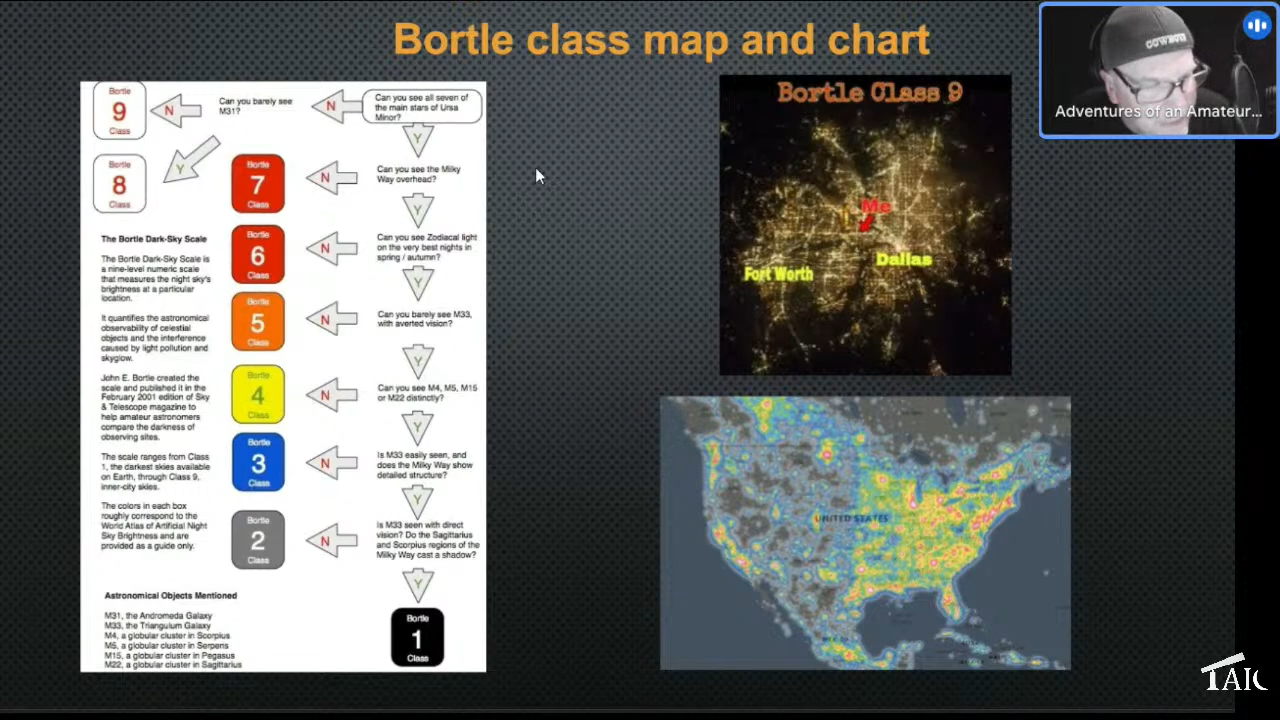 Bortle class map and chart
COWBOYS
Adventures of an Amateur...
Bortle
9
Class
N
Can you barely see
M31?
N
Can you see all seven of
the main stars of Ursa
Minor?
Y
Y
Bortle
8
Class
Bortle
7
Class
N
Can you see the Milky
Way overhead?
Y
Bortle
6
Class
N
Can you see Zodiacal light
on the very best nights in
spring / autumn?
Y
Bortle
5
Class
N
Can you barely see M33,
with averted vision?
Y
Bortle
4
Class
N
Can you see M4, M5, M15
or M22 distinctly?
Y
Bortle
3
Class
N
Is M33 easily seen, and
does the Milky Way show
detailed structure?
Y
Bortle
2
Class
N
Is M33 seen with direct
vision? Do the Sagittarius
and Scorpius regions of the
Milky Way cast a shadow?
Y
Bortle
1
Class
The Bortle Dark-Sky Scale
The Bortle Dark-Sky Scale is
a nine-level numeric scale
that measures the night sky's
brightness at a particular
location.
It quantifies the astronomical
observability of celestial
objects and the interference
caused by light pollution and
skyglow.
John E. Bortle created the
scale and published it in the
February 2001 edition of Sky
& Telescope magazine to
help amateur astronomers
compare the darkness of
observing sites.
The scale ranges from Class
1, the darkest skies available
on Earth, through Class 9,
inner-city skies.
The colors in each box
roughly correspond to the
World Atlas of Artificial Night
Sky Brightness and are
provided as a guide only.
Astronomical Objects Mentioned
M31, the Andromeda Galaxy
M33, the Triangulum Galaxy
M4, a globular cluster in Scorpius
M5, a globular cluster in Serpens
M15, a globular cluster in Pegasus
M22, a globular cluster in Sagittarius
Bortle Class 9
Me
Dallas
Fort Worth
UNITED STATES
TAIC